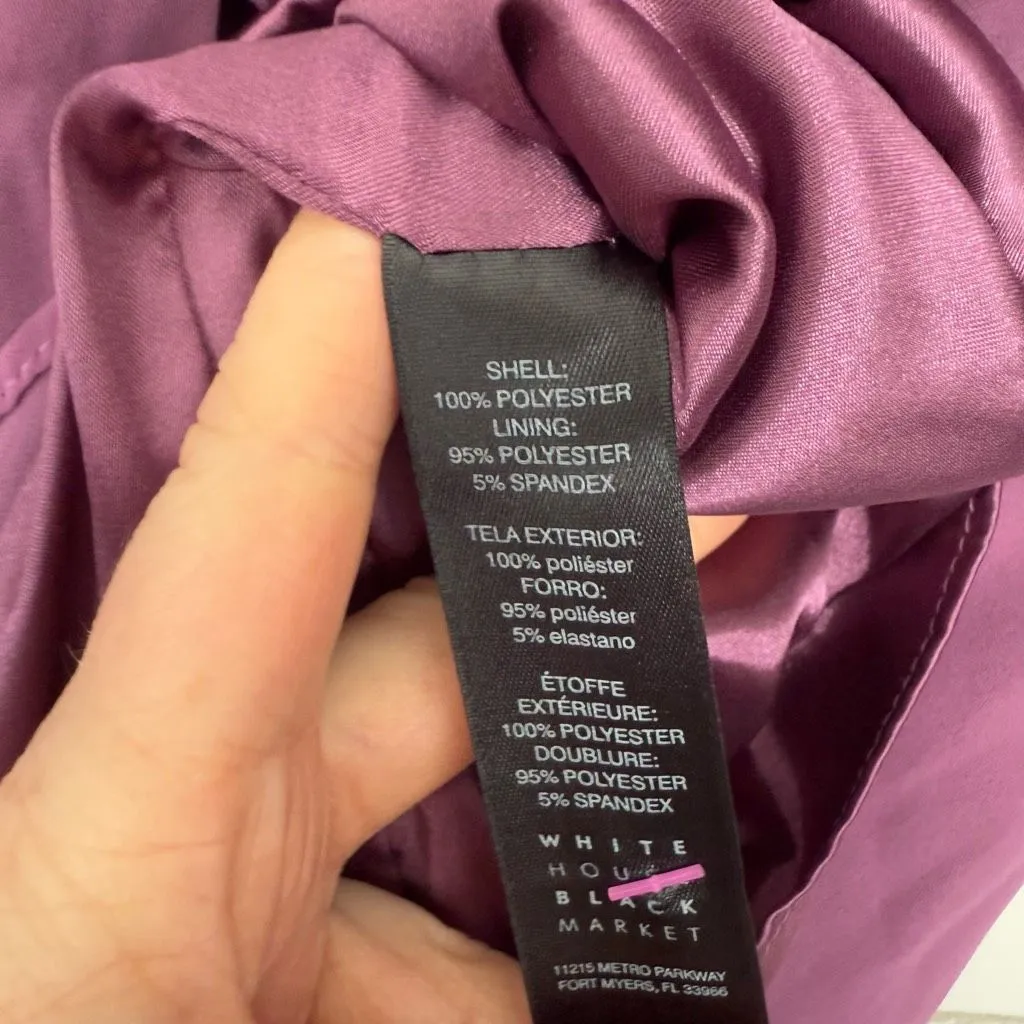 SHELL:
100% POLYESTER
LINING:
95% POLYESTER
5% SPANDEX
TELA EXTERIOR:
100% poliéster
FORRO:
95% poliéster
5% elastano
ÉTOFFE
EXTÉRIEURE:
100% POLYESTER
DOUBLURE:
95% POLYESTER
5% SPANDEX
WHITE
HOUSE
BLACK
MARKET
11215 METRO PARKWAY
FORT MYERS, FL 33966